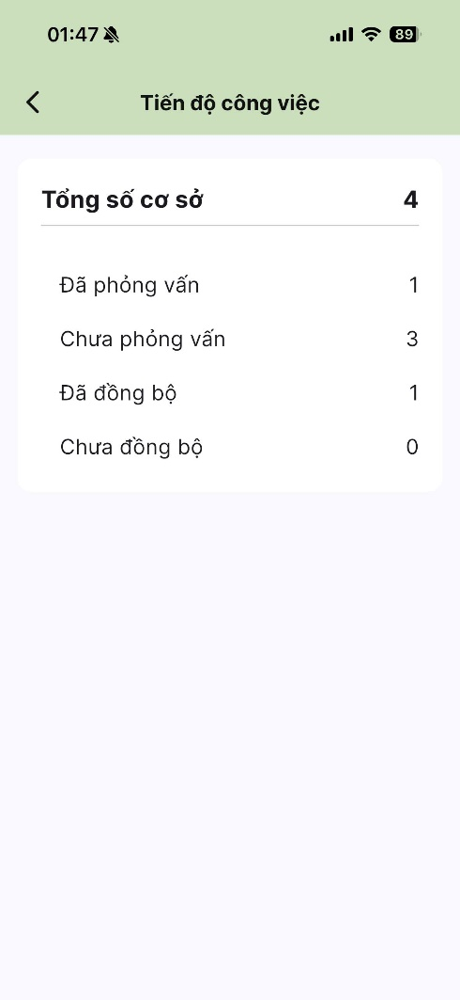 01:47
89
Tiến độ công việc
Tổng số cơ sở 4
Đã phỏng vấn 1
Chưa phỏng vấn 3
Đã đồng bộ 1
Chưa đồng bộ 0